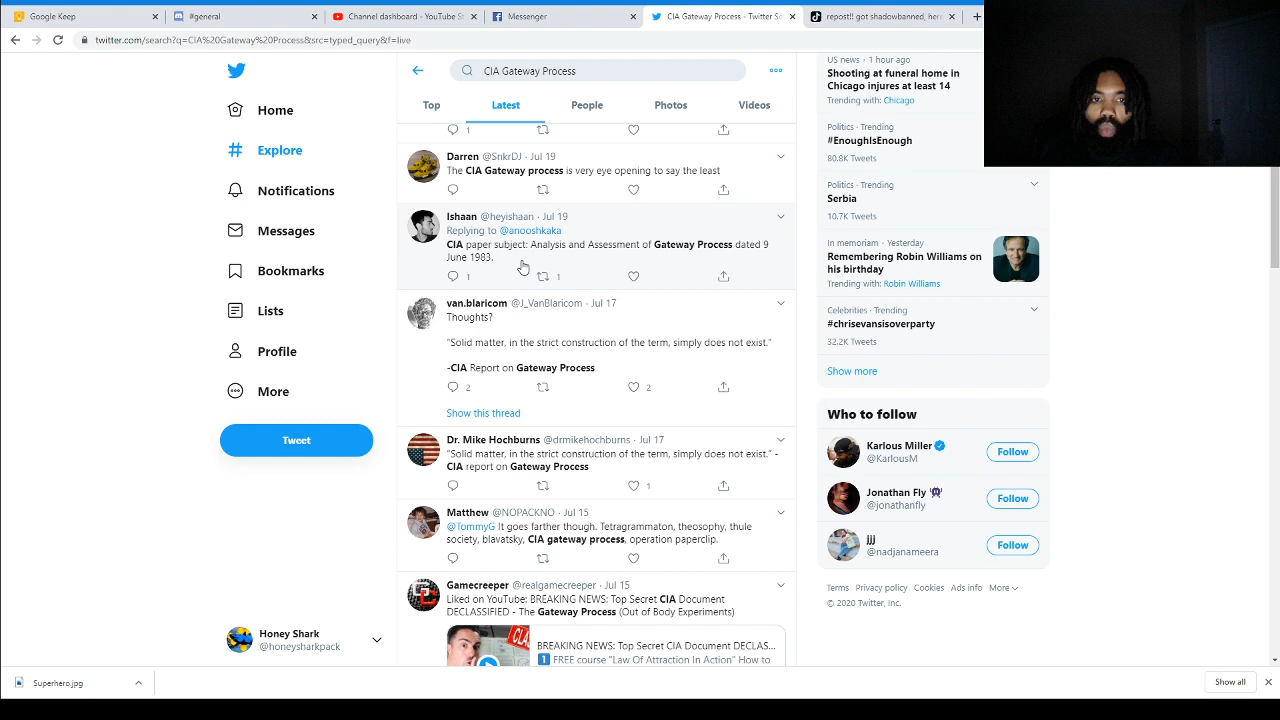 Google Keep
#general
Channel dashboard - YouTube St
Messenger
CIA Gateway Process - Twitter Se
repost!! got shadowbanned, here
twitter.com/search?q=CIA%20Gateway%20Process&src=typed_query&f=live
Home
Explore
Notifications
Messages
Bookmarks
Lists
Profile
More
Tweet
Honey Shark
@honeysharkpack
CIA Gateway Process
Top
Latest
People
Photos
Videos
1
Darren @SnkrDJ · Jul 19
The CIA Gateway process is very eye opening to say the least
Ishaan @heyishaan · Jul 19
Replying to @anooshkaka
CIA paper subject: Analysis and Assessment of Gateway Process dated 9
June 1983.
1 1
van.blaricom @J_VanBlaricom · Jul 17
Thoughts?
"Solid matter, in the strict construction of the term, simply does not exist."
-CIA Report on Gateway Process
2 2
Show this thread
Dr. Mike Hochburns @drmikehochburns · Jul 17
"Solid matter, in the strict construction of the term, simply does not exist." -
CIA report on Gateway Process
1
Matthew @NOPACKNO · Jul 15
@TommyG It goes farther though. Tetragrammaton, theosophy, thule
society, blavatsky, CIA gateway process, operation paperclip.
Gamecreeper @realgamecreeper · Jul 15
Liked on YouTube: BREAKING NEWS: Top Secret CIA Document
DECLASSIFIED - The Gateway Process (Out of Body Experiments)
BREAKING NEWS: Top Secret CIA Document DECLAS...
1 FREE course "Law Of Attraction In Action" How to
US news · 1 hour ago
Shooting at funeral home in
Chicago injures at least 14
Trending with: Chicago
Politics · Trending
#EnoughIsEnough
80.8K Tweets
Politics · Trending
Serbia
10.7K Tweets
In memoriam · Yesterday
Remembering Robin Williams on
his birthday
Trending with: Robin Williams
Celebrities · Trending
#chrisevansisoverparty
32.2K Tweets
Show more
Who to follow
Karlous Miller
@KarlousM
Follow
Jonathan Fly
@jonathanfly
Follow
jjj
@nadjanameera
Follow
Terms Privacy policy Cookies Ads info More
© 2020 Twitter, Inc.
Superhero.jpg
Show all